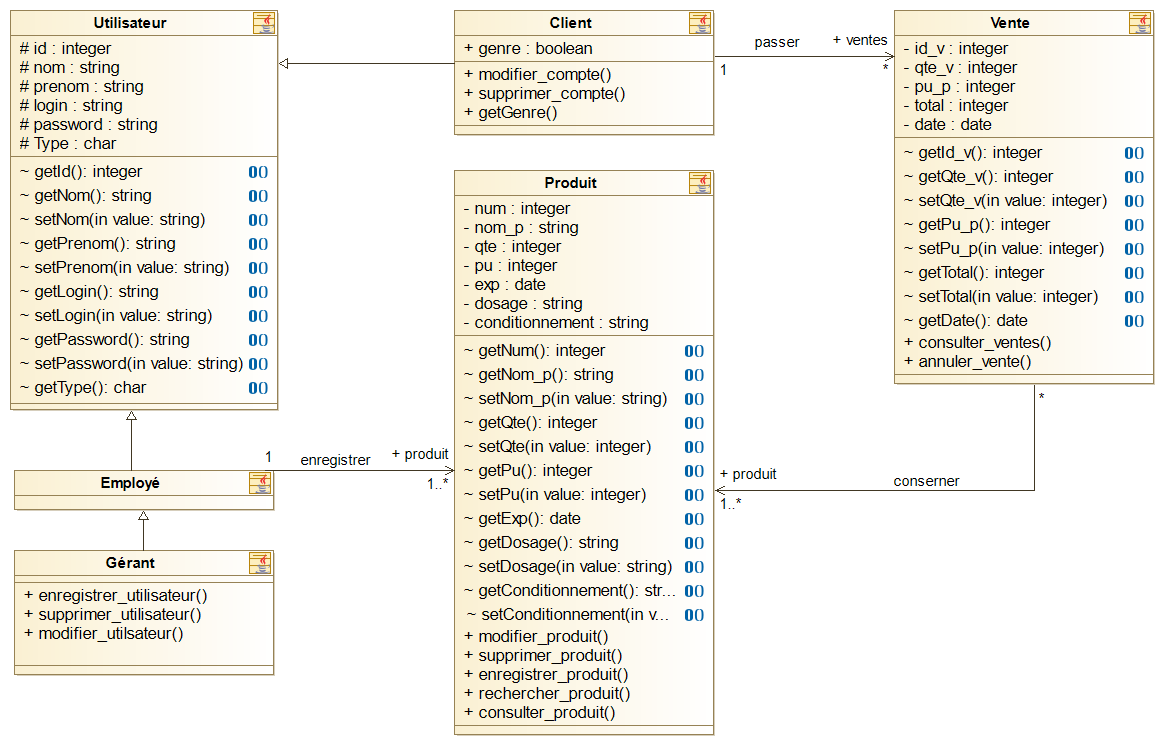 Utilisateur
# id : integer
# nom : string
# prenom : string
# login : string
# password : string
# Type : char
~ getId(): integer
~ getNom(): string
~ setNom(in value: string)
~ getPrenom(): string
~ setPrenom(in value: string)
~ getLogin(): string
~ setLogin(in value: string)
~ getPassword(): string
~ setPassword(in value: string)
~ getType(): char
Client
+ genre : boolean
+ modifier_compte()
+ supprimer_compte()
+ getGenre()
passer
+ ventes
1
*
Vente
- id_v : integer
- qte_v : integer
- pu_p : integer
- total : integer
- date : date
~ getId_v(): integer
~ getQte_v(): integer
~ setQte_v(in value: integer)
~ getPu_p(): integer
~ setPu_p(in value: integer)
~ getTotal(): integer
~ setTotal(in value: integer)
~ getDate(): date
+ consulter_ventes()
+ annuler_vente()
Produit
- num : integer
- nom_p : string
- qte : integer
- pu : integer
- exp : date
- dosage : string
- conditionnement : string
~ getNum(): integer
~ getNom_p(): string
~ setNom_p(in value: string)
~ getQte(): integer
~ setQte(in value: integer)
~ getPu(): integer
~ setPu(in value: integer)
~ getExp(): date
~ getDosage(): string
~ setDosage(in value: string)
~ getConditionnement(): str...
~ setConditionnement(in v...
+ modifier_produit()
+ supprimer_produit()
+ enregistrer_produit()
+ rechercher_produit()
+ consulter_produit()
*
+ produit
conserner
1..*
1
enregistrer
+ produit
1..*
Employé
Gérant
+ enregistrer_utilisateur()
+ supprimer_utilisateur()
+ modifier_utilsateur()